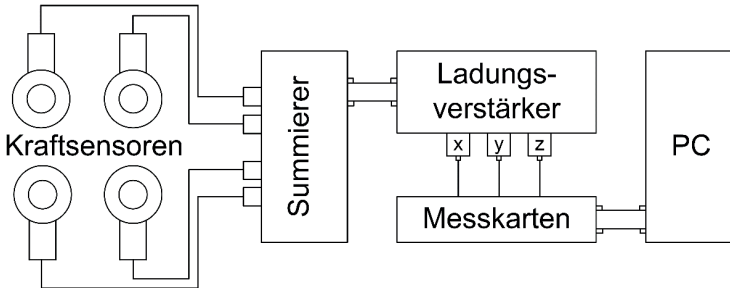 Kraftsensoren
Summierer
Ladungs-
verstärker
x y z
Messkarten
PC